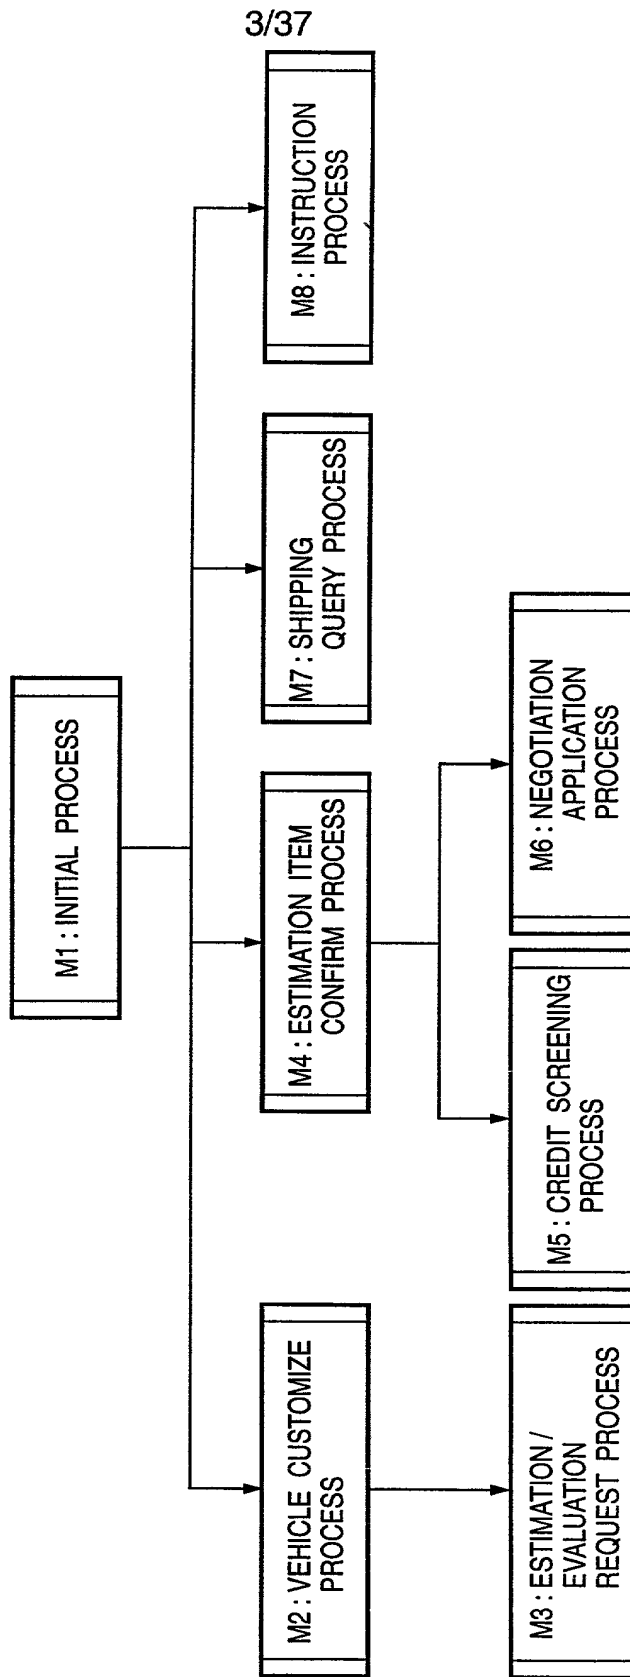 3/37
M1 : INITIAL PROCESS
M2 : VEHICLE CUSTOMIZE
PROCESS
M4 : ESTIMATION ITEM
CONFIRM PROCESS
M7 : SHIPPING
QUERY PROCESS
M8 : INSTRUCTION
PROCESS
M3 : ESTIMATION /
EVALUATION
REQUEST PROCESS
M5 : CREDIT SCREENING
PROCESS
M6 : NEGOTIATION
APPLICATION
PROCESS